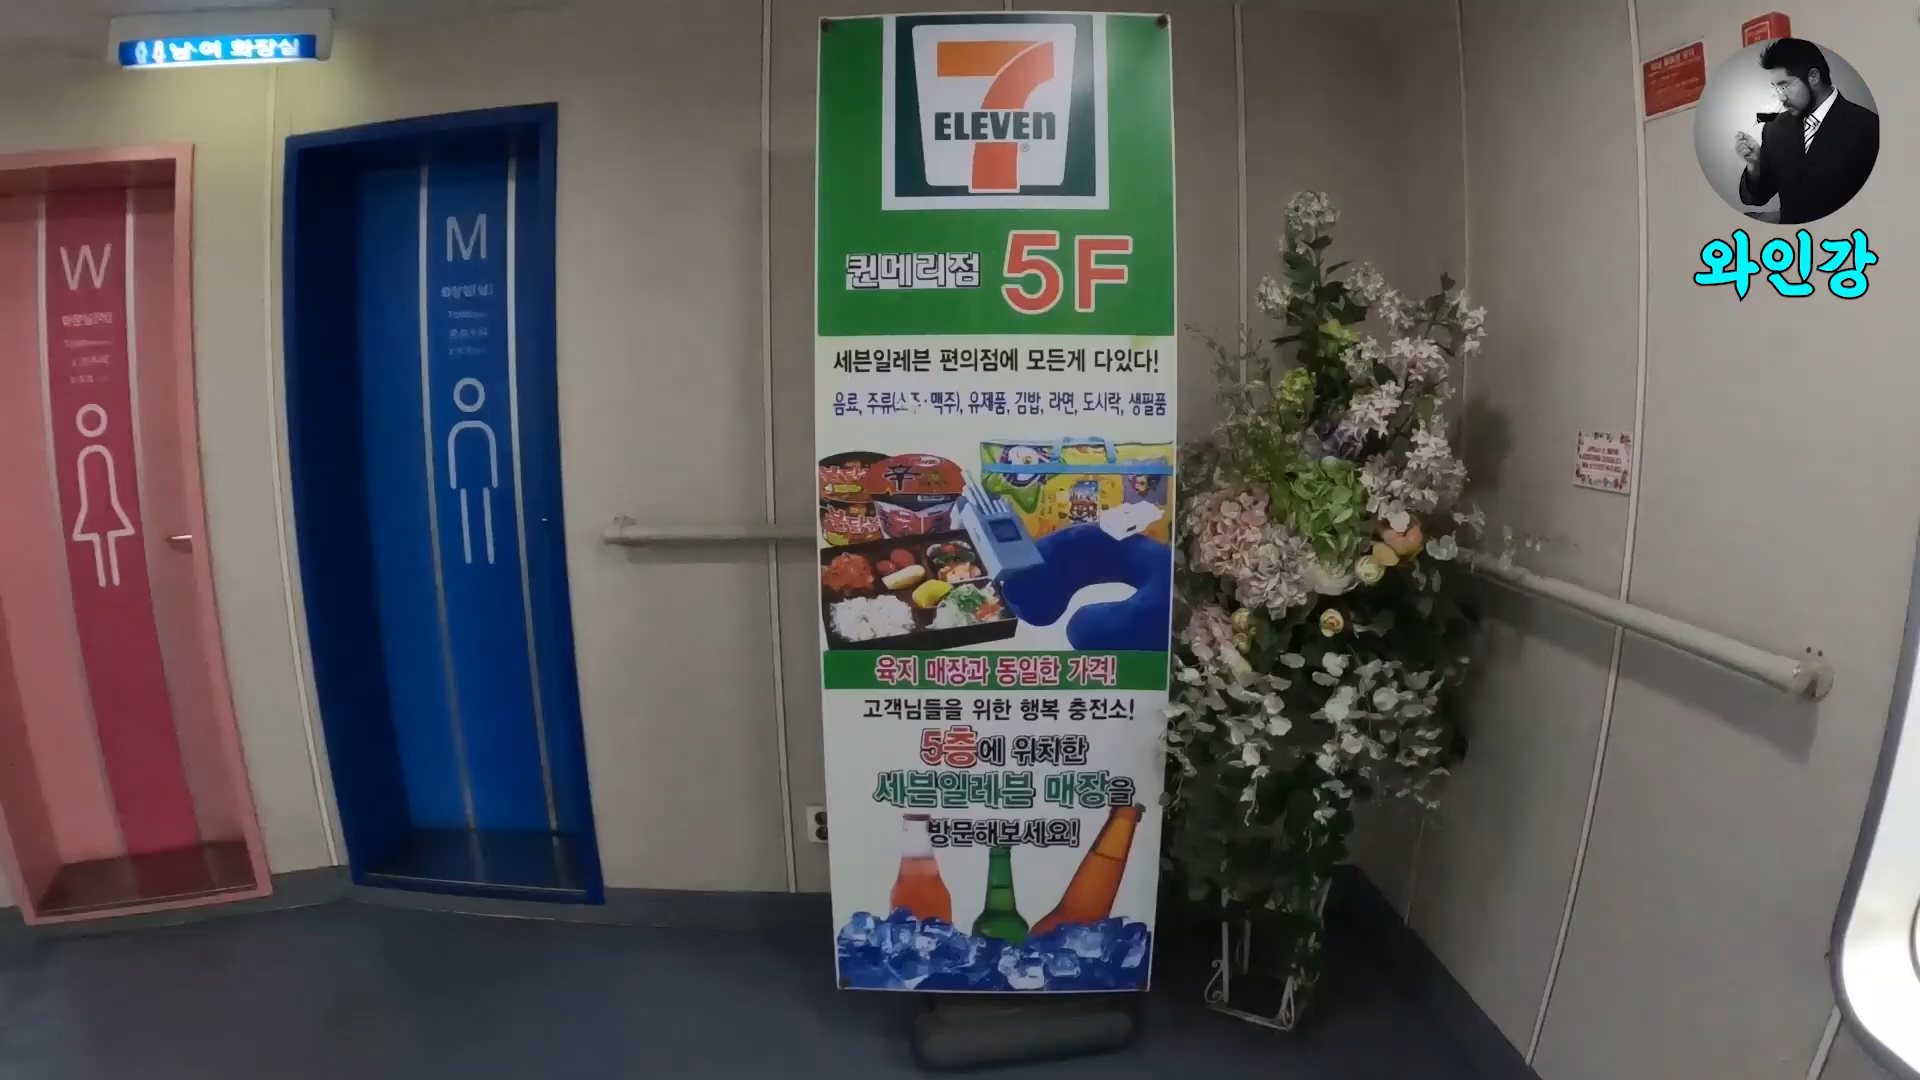 남·여 화장실
W
M
화장실(남)
7
ELEVEn
퀸메리점 5F
세븐일레븐 편의점에 모든게 다있다!
음료, 주류(소주·맥주), 유제품, 김밥, 라면, 도시락, 생필품
육지 매장과 동일한 가격!
고객님들을 위한 행복 충전소!
5층에 위치한
세븐일레븐 매장을
방문해보세요!
와인강